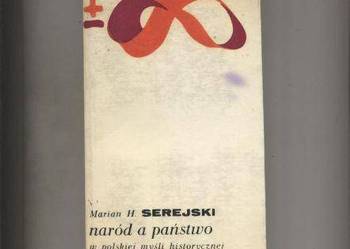 ±∞
Marian H. SEREJSKI
naród a państwo
w polskiej myśli historycznej